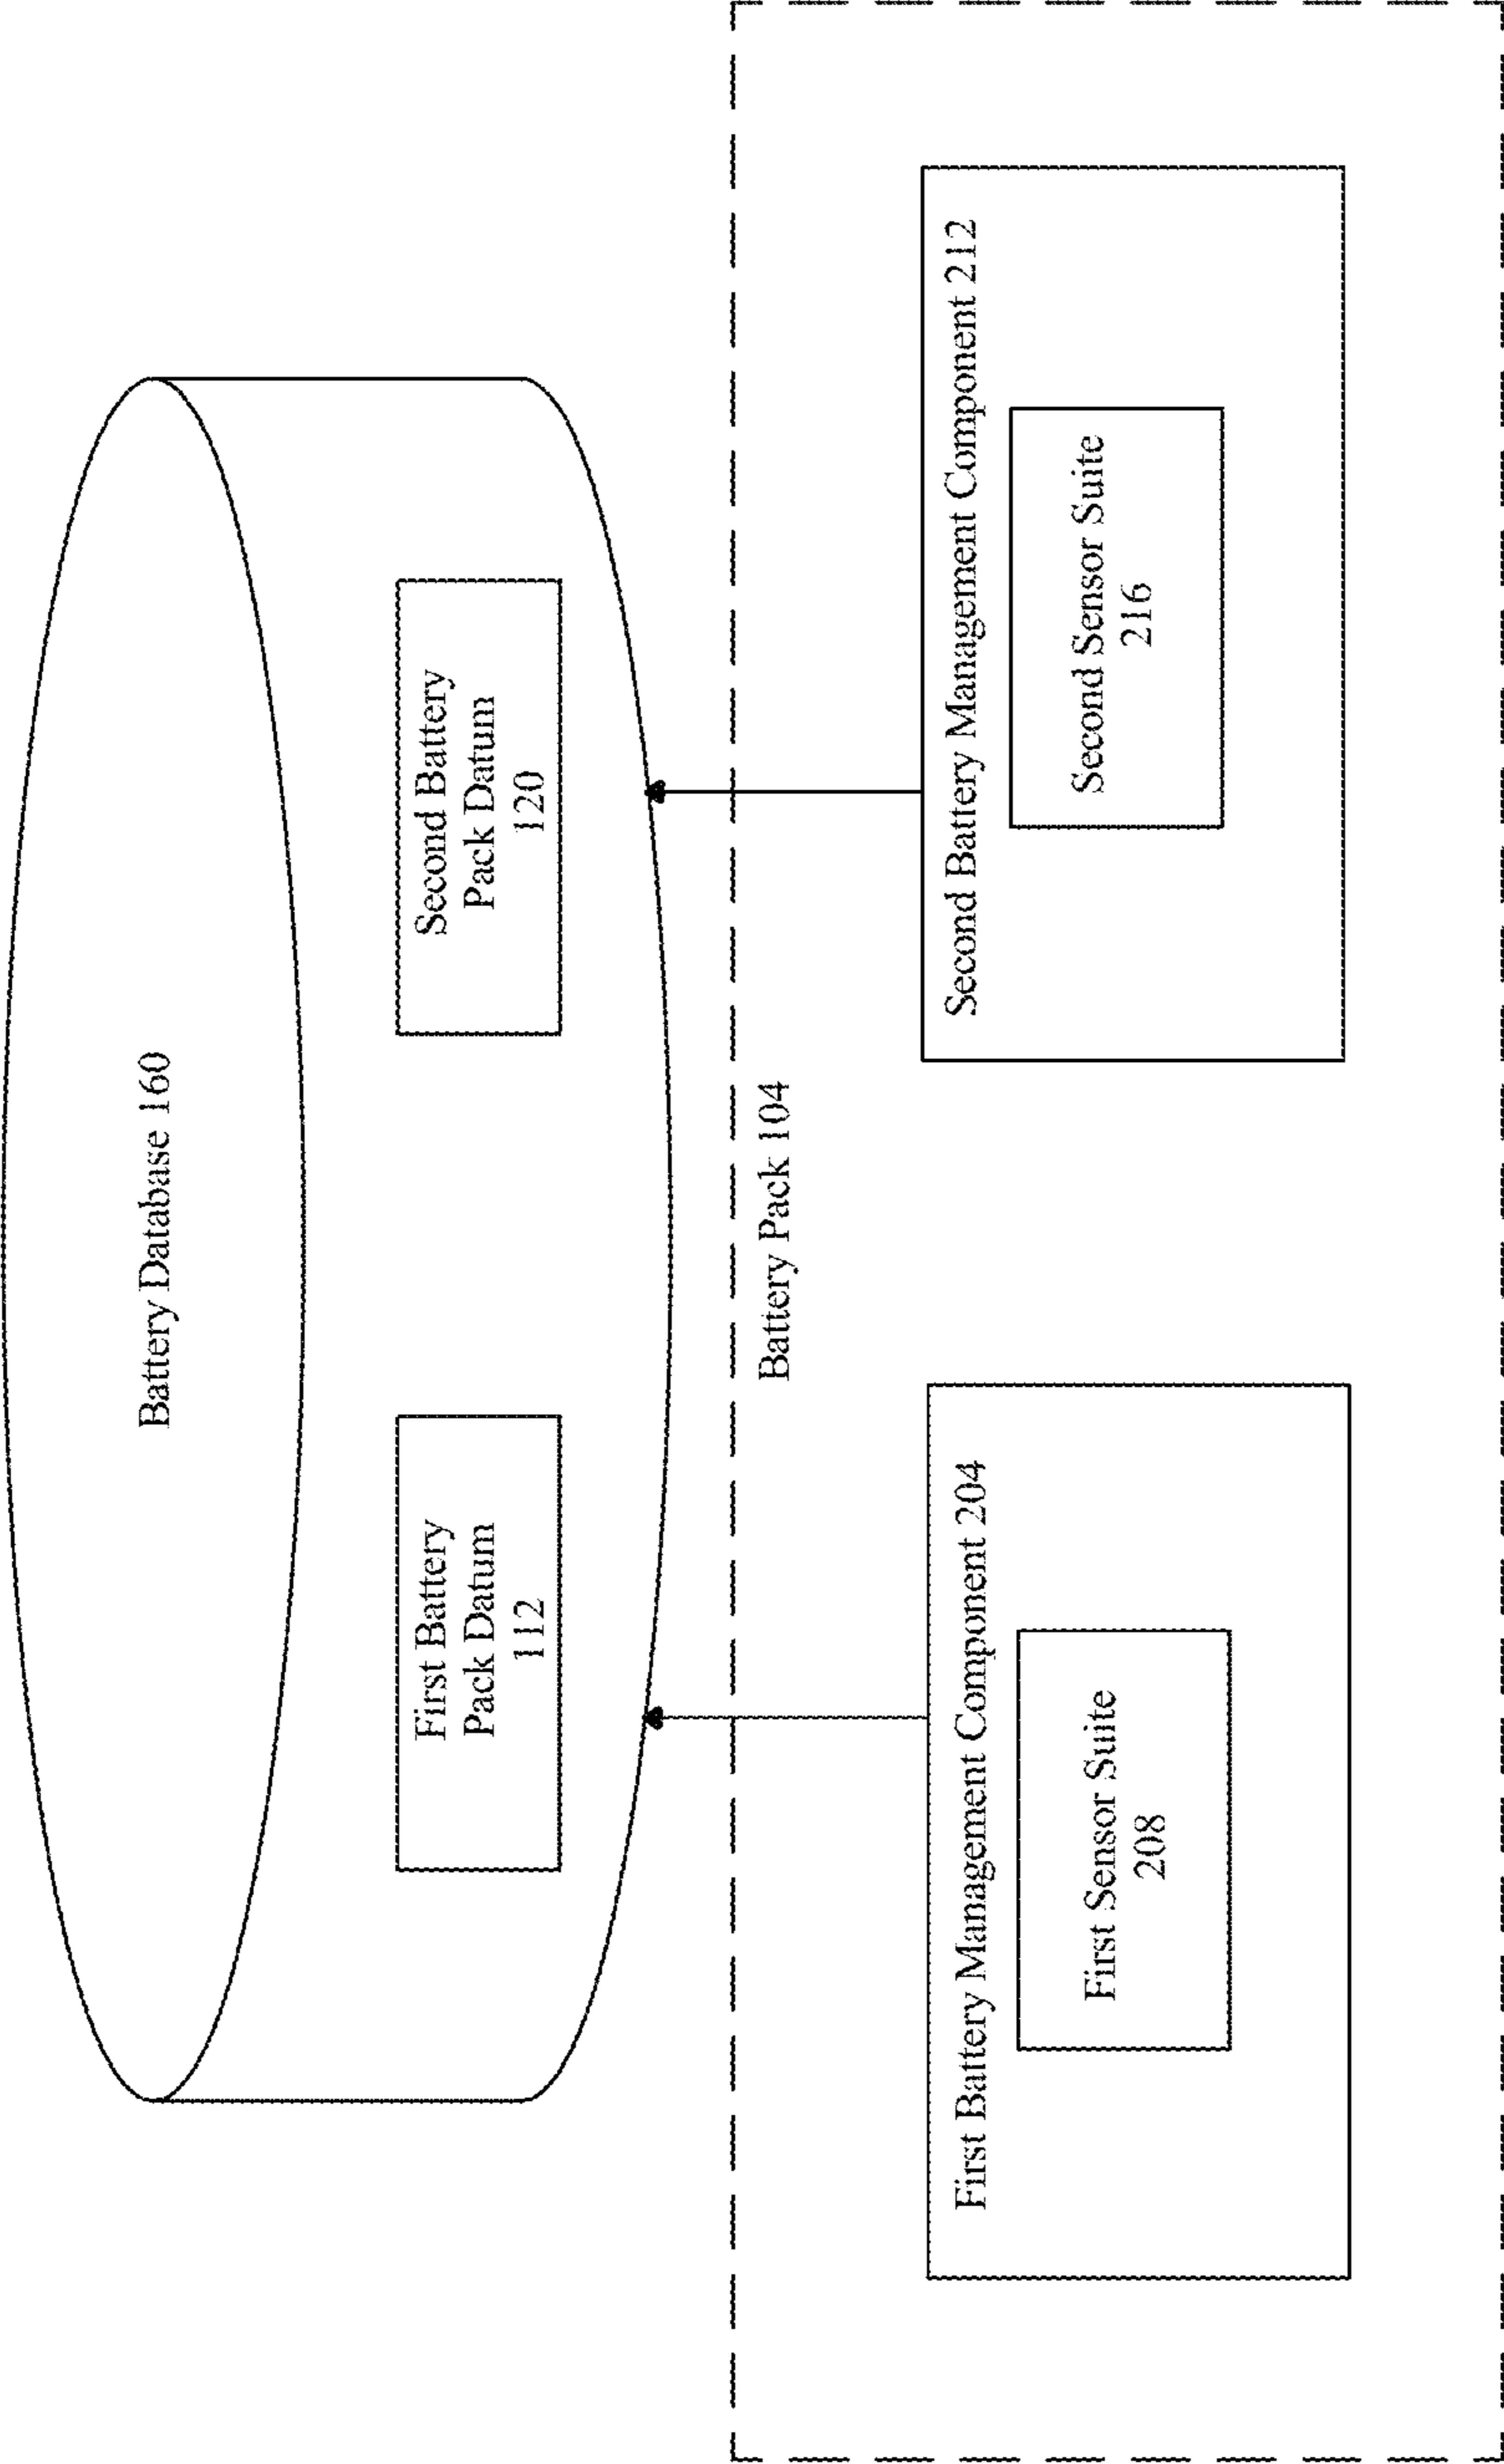 Battery Database 160
First Battery
Pack Datum
112
Second Battery
Pack Datum
120
Battery Pack 104
First Battery Management Component 204
First Sensor Suite
208
Second Battery Management Component 212
Second Sensor Suite
216